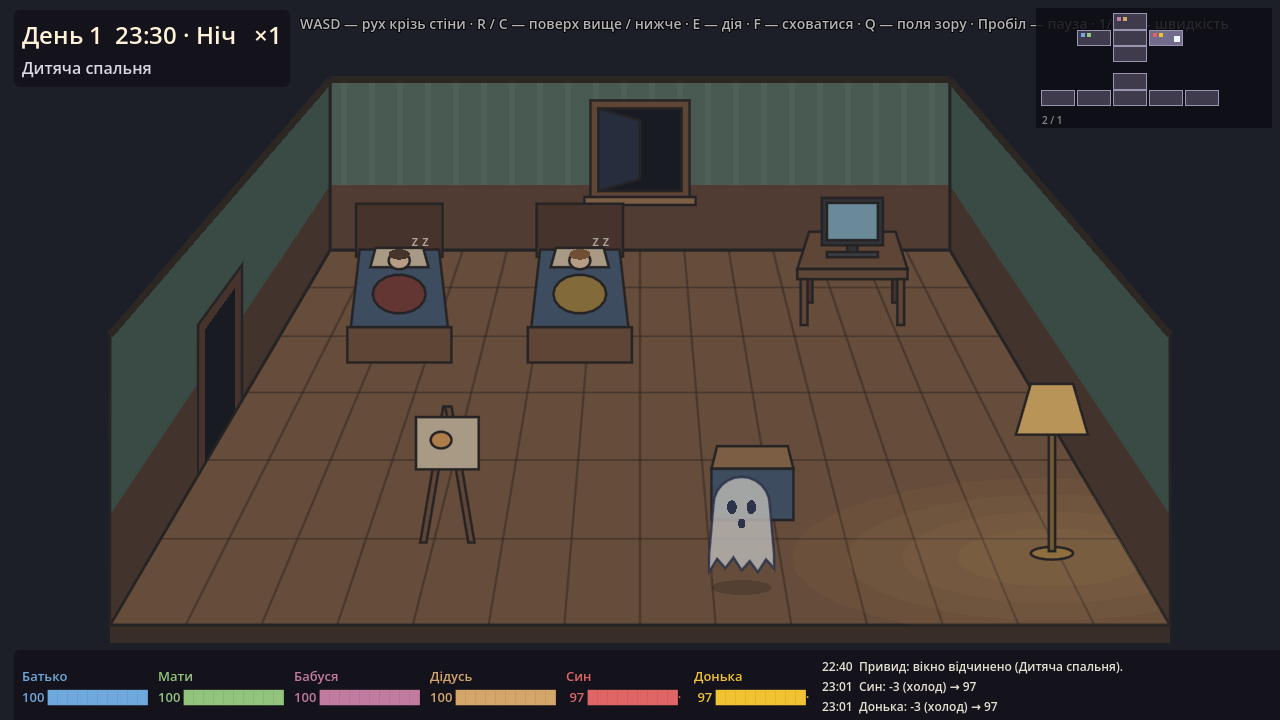 День 1 23:30 · Ніч ×1
Дитяча спальня
WASD — рух крізь стіни · R / C — поверх вище / нижче · E — дія · F — сховатися · Q — поля зору · Пробіл — пауза · 1/ швидкість
2 / 1
z z
z z
Батько
100
Мати
100
Бабуся
100
Дідусь
100
Син
97
Донька
97
22:40 Привид: вікно відчинено (Дитяча спальня).
23:01 Син: -3 (холод) → 97
23:01 Донька: -3 (холод) → 97